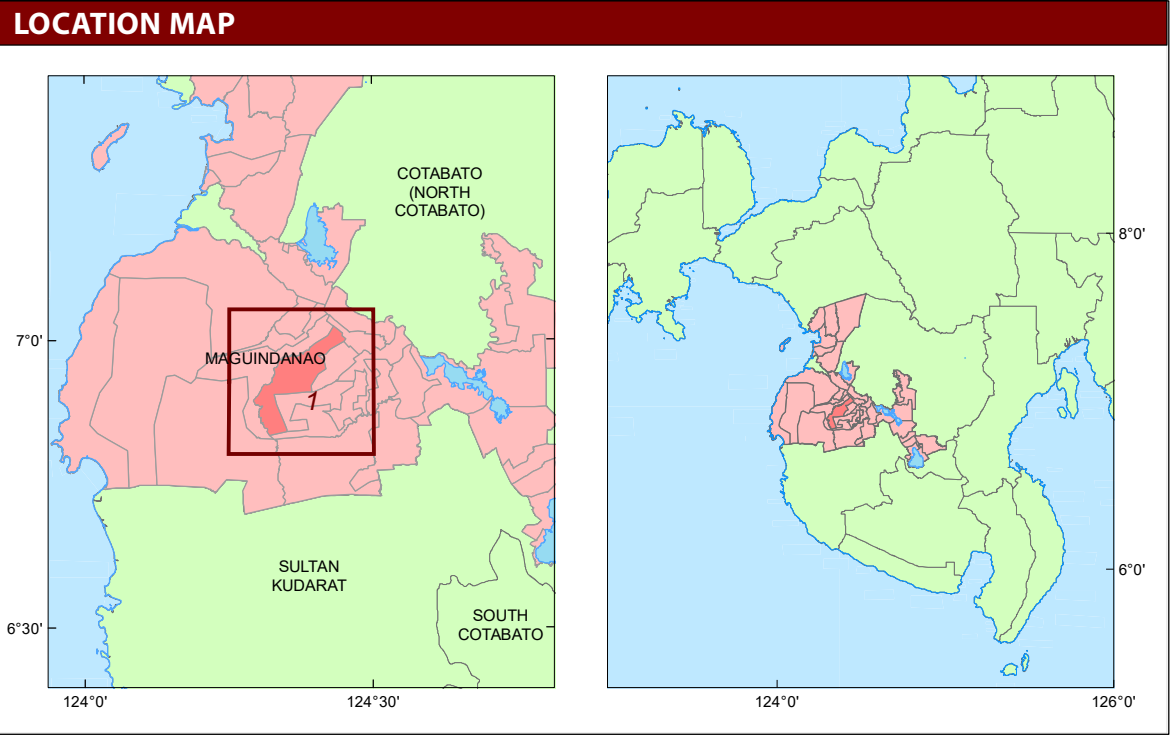 LOCATION MAP
COTABATO
(NORTH
COTABATO)
7°0'
MAGUINDANAO
1
SULTAN
KUDARAT
SOUTH
COTABATO
6°30'
124°0'
124°30'
8°0'
6°0'
124°0'
126°0'